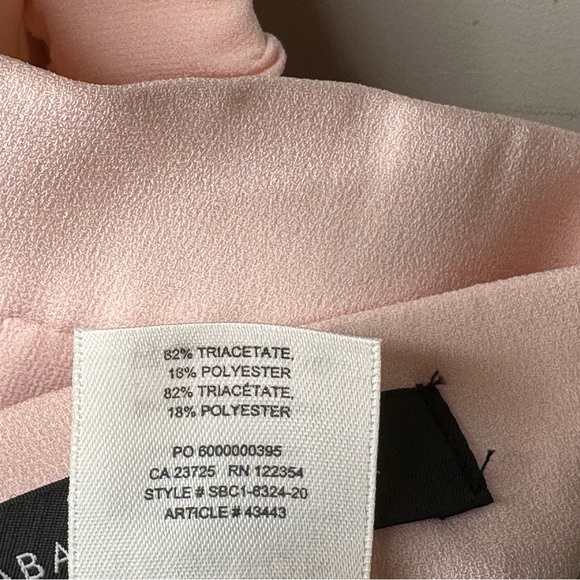 82% TRIACETATE,
18% POLYESTER
82% TRIACÉTATE,
18% POLYESTER
PO 6000000395
CA 23725 RN 122354
STYLE # SBC1-6324-20
ARTICLE # 43443
ABA